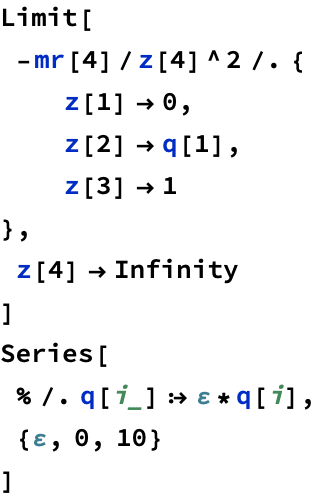 Limit[
-mr[4]/z[4]^2/.{
z[1]→0,
z[2]→q[1],
z[3]→1
},
z[4]→Infinity
]
Series[
%/.q[i_]:→ε*q[i],
{ε, 0, 10}
]